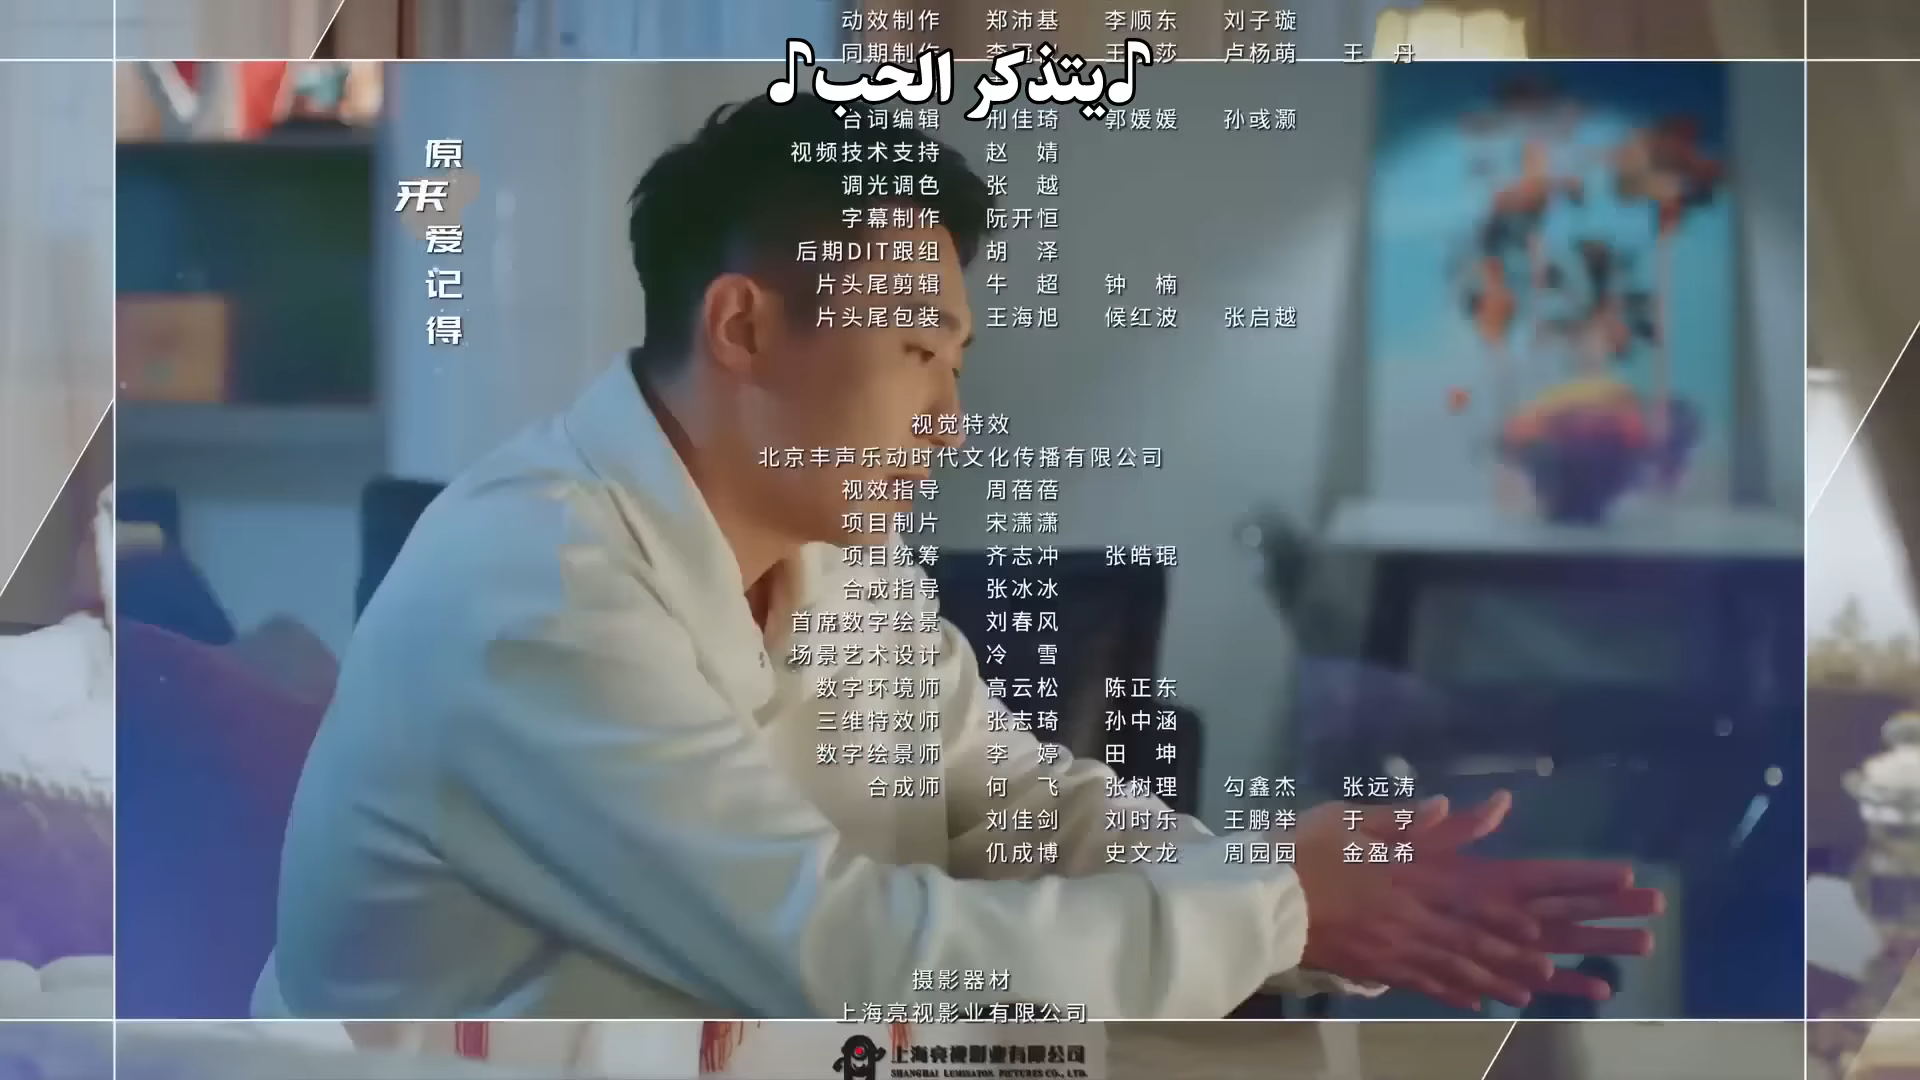 动效制作 郑沛基 李顺东 刘子璇
同期制作 王 莎 卢杨萌 王 丹
♪يتذكر الحب♪
台词编辑 刑佳琦 郭媛媛 孙彧灏
视频技术支持 赵 婧
调光调色 张 越
字幕制作 阮开恒
后期DIT跟组 胡 泽
片头尾剪辑 牛 超 钟 楠
片头尾包装 王海旭 候红波 张启越
原来爱记得
视觉特效
北京丰声乐动时代文化传播有限公司
视效指导 周蓓蓓
项目制片 宋潇潇
项目统筹 齐志冲 张皓琨
合成指导 张冰冰
首席数字绘景 刘春风
场景艺术设计 冷 雪
数字环境师 高云松 陈正东
三维特效师 张志琦 孙中涵
数字绘景师 李 婷 田 坤
合成师 何 飞 张树理 勾鑫杰 张远涛
刘佳剑 刘时乐 王鹏举 于 亨
仉成博 史文龙 周园园 金盈希
摄影器材
上海亮视影业有限公司
上海亮视影业有限公司
SHANGHAI LUMINATON PICTURES CO., LTD.